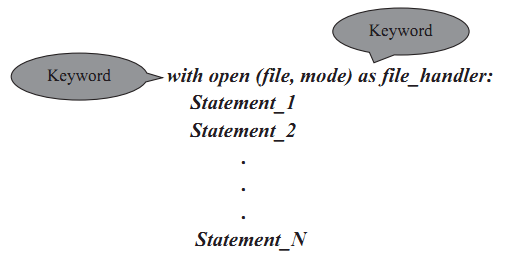 Keyword
Keyword
with open (file, mode) as file_handler:
Statement_1
Statement_2
.
.
.
Statement_N